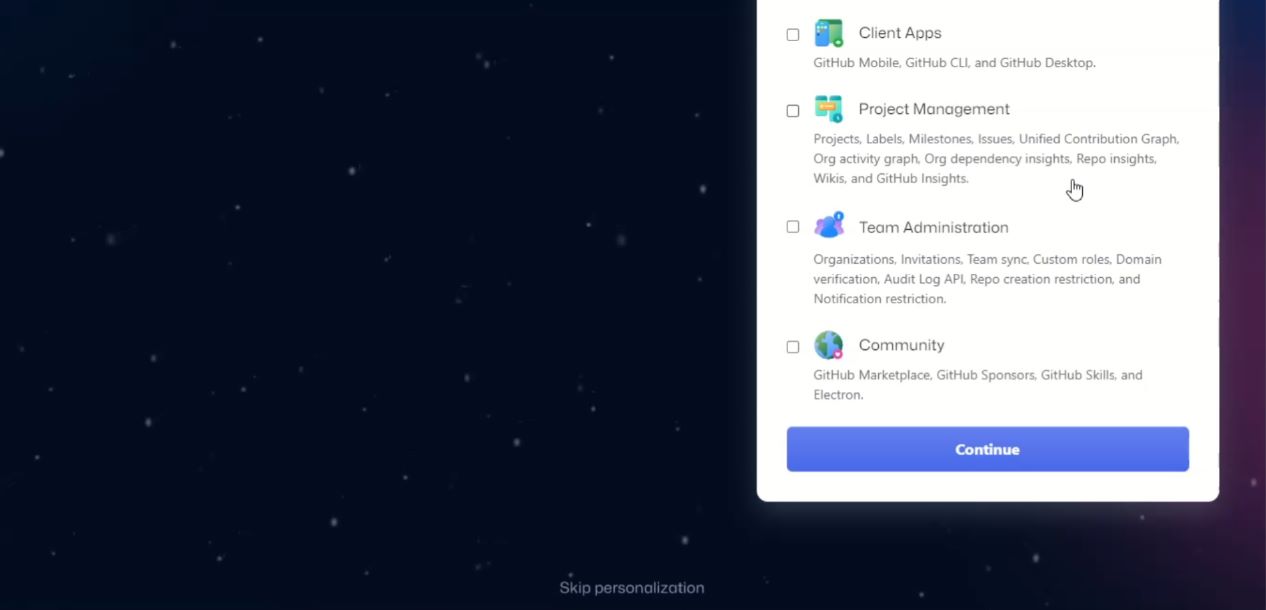 Client Apps
GitHub Mobile, GitHub CLI, and GitHub Desktop.
Project Management
Projects, Labels, Milestones, Issues, Unified Contribution Graph,
Org activity graph, Org dependency insights, Repo insights,
Wikis, and GitHub Insights.
Team Administration
Organizations, Invitations, Team sync, Custom roles, Domain
verification, Audit Log API, Repo creation restriction, and
Notification restriction.
Community
GitHub Marketplace, GitHub Sponsors, GitHub Skills, and
Electron.
Continue
Skip personalization